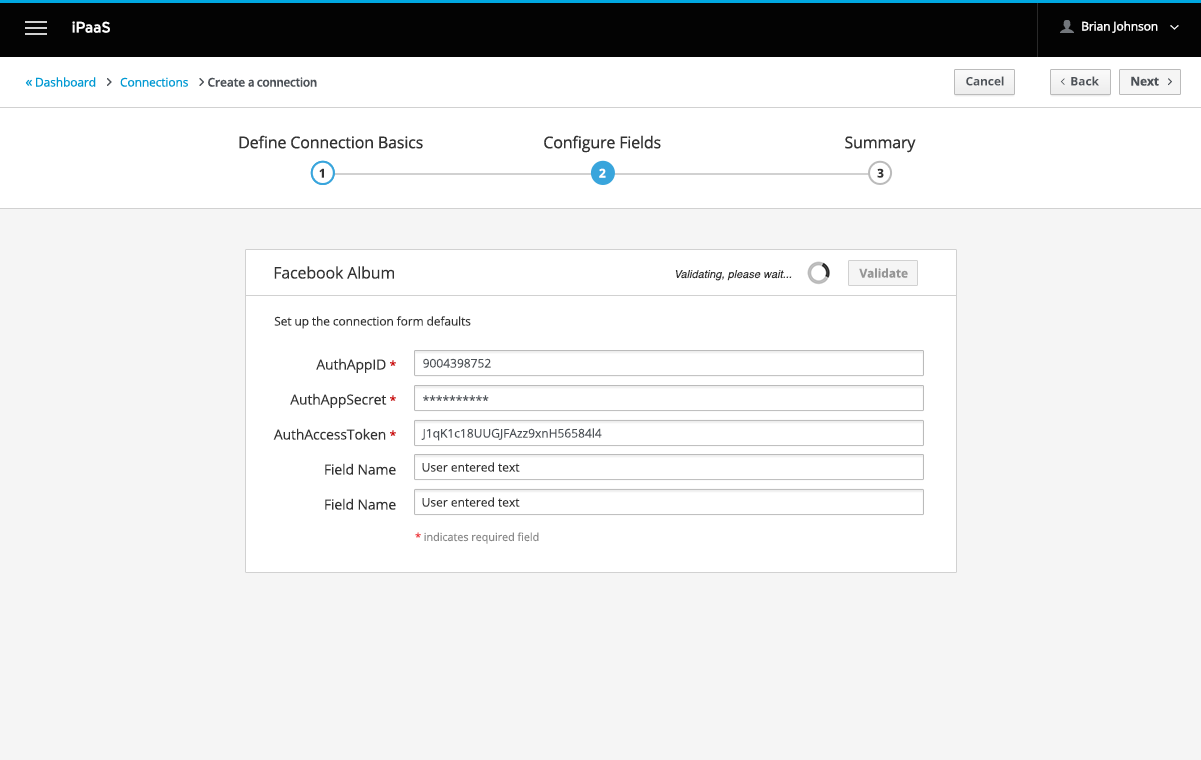 iPaaS
Brian Johnson
« Dashboard > Connections > Create a connection
Cancel
< Back
Next >
Define Connection Basics
Configure Fields
Summary
1
2
3
Facebook Album
Validating, please wait...
Validate
Set up the connection form defaults
AuthAppID * 9004398752
AuthAppSecret * **********
AuthAccessToken * J1qK1c18UUGJFAzz9xnH56584l4
Field Name User entered text
Field Name User entered text
* indicates required field